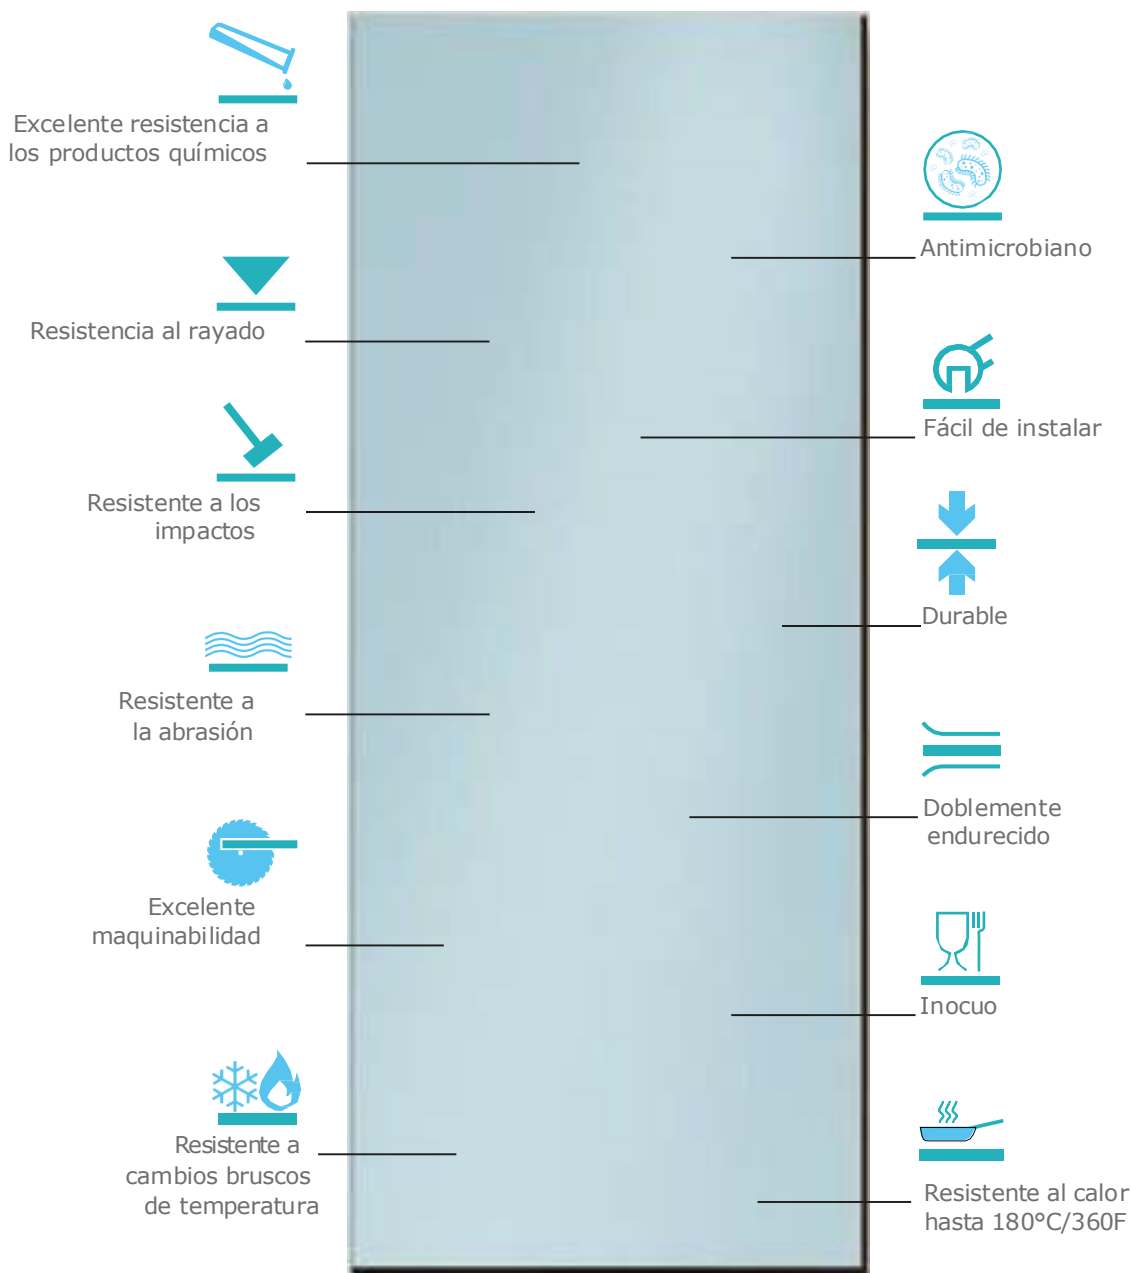 Excelente resistencia a
los productos químicos
Resistencia al rayado
Resistente a los
impactos
Resistente a
la abrasión
Excelente
maquinabilidad
Resistente a
cambios bruscos
de temperatura
Antimicrobiano
Fácil de instalar
Durable
Doblemente
endurecido
Inocuo
Resistente al calor
hasta 180°C/360F